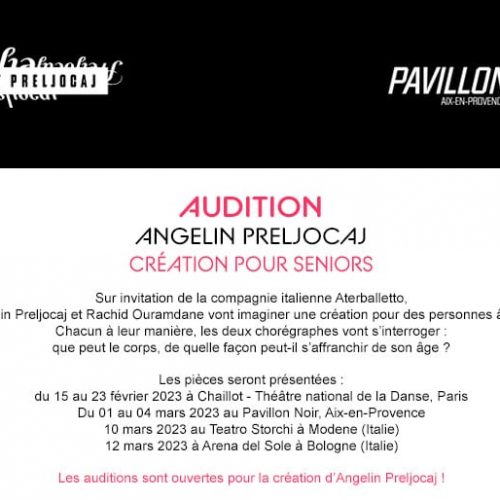 PRELJOCAJ
PAVILLON
AIX-EN-PROVENCE
AUDITION
ANGELIN PRELJOCAJ
CRÉATION POUR SENIORS
Sur invitation de la compagnie italienne Aterballetto,
in Preljocaj et Rachid Ouramdane vont imaginer une création pour des personnes à
Chacun à leur manière, les deux chorégraphes vont s'interroger :
que peut le corps, de quelle façon peut-il s'affranchir de son âge ?
Les pièces seront présentées :
du 15 au 23 février 2023 à Chaillot - Théâtre national de la Danse, Paris
Du 01 au 04 mars 2023 au Pavillon Noir, Aix-en-Provence
10 mars 2023 au Teatro Storchi à Modene (Italie)
12 mars 2023 à Arena del Sole à Bologne (Italie)
Les auditions sont ouvertes pour la création d'Angelin Preljocaj !